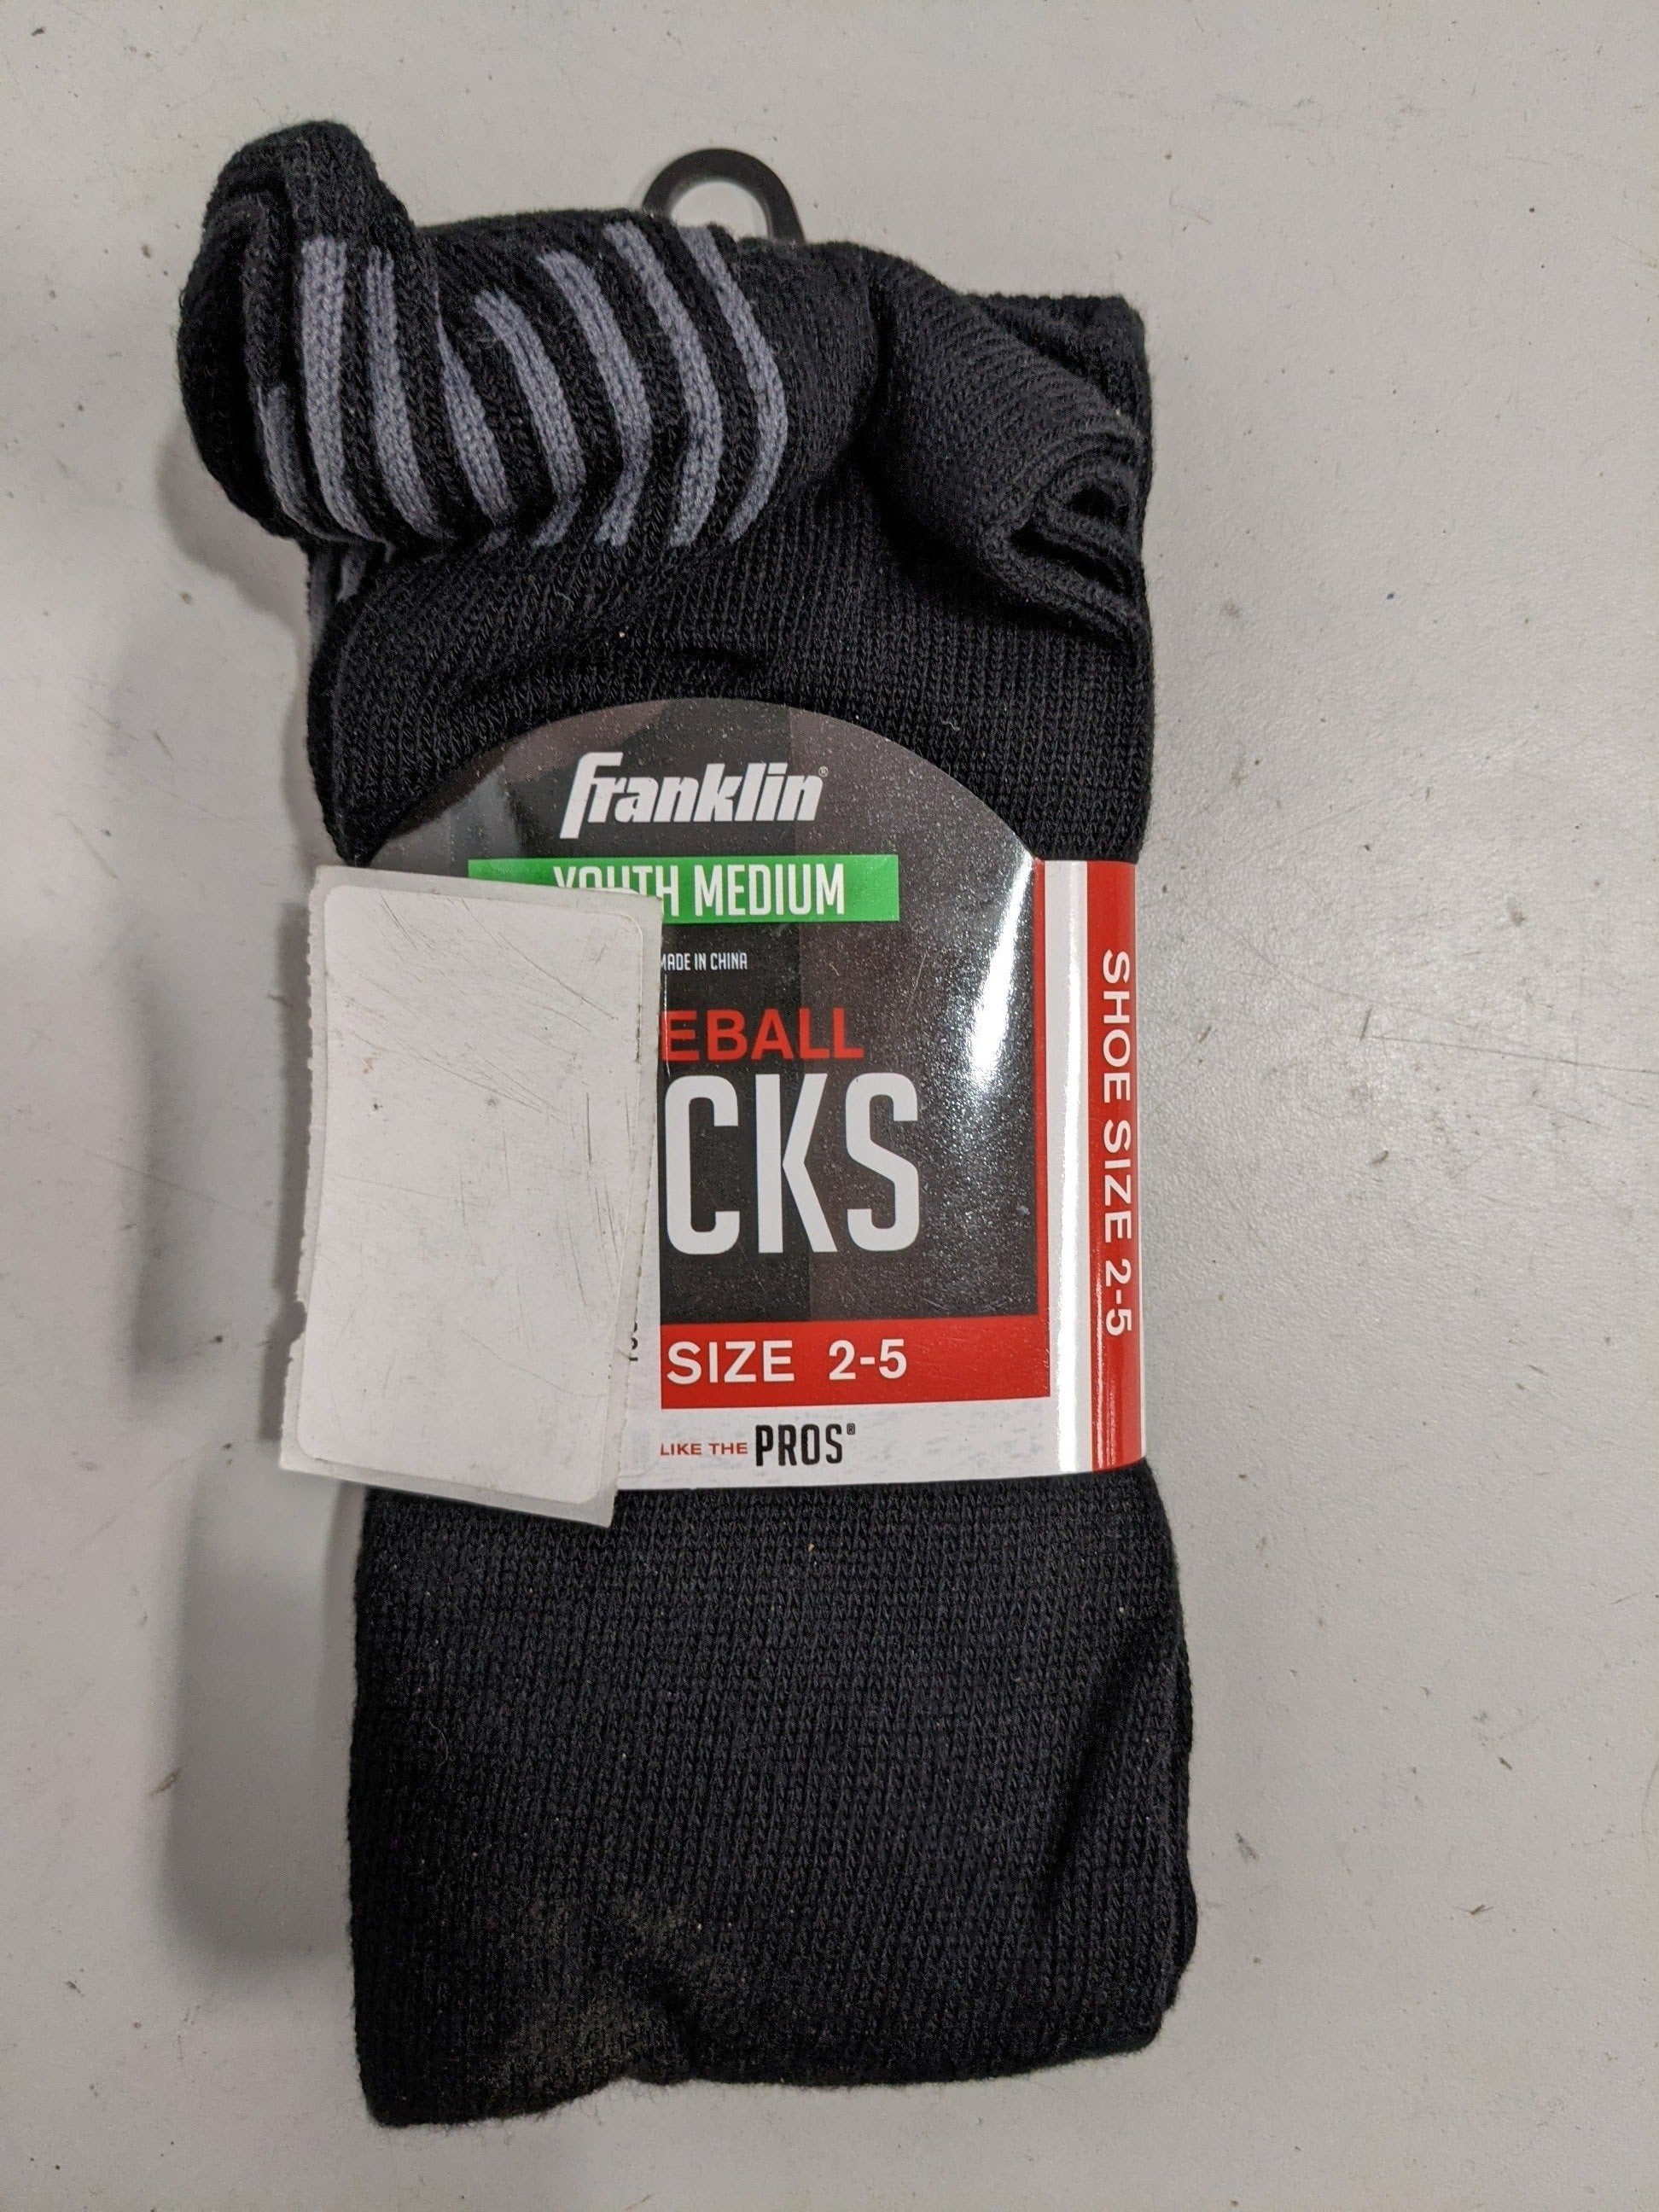 Franklin®
YOUTH MEDIUM
MADE IN CHINA
EBALL
CKS
SIZE 2-5
LIKE THE PROS®
SHOE SIZE 2-5